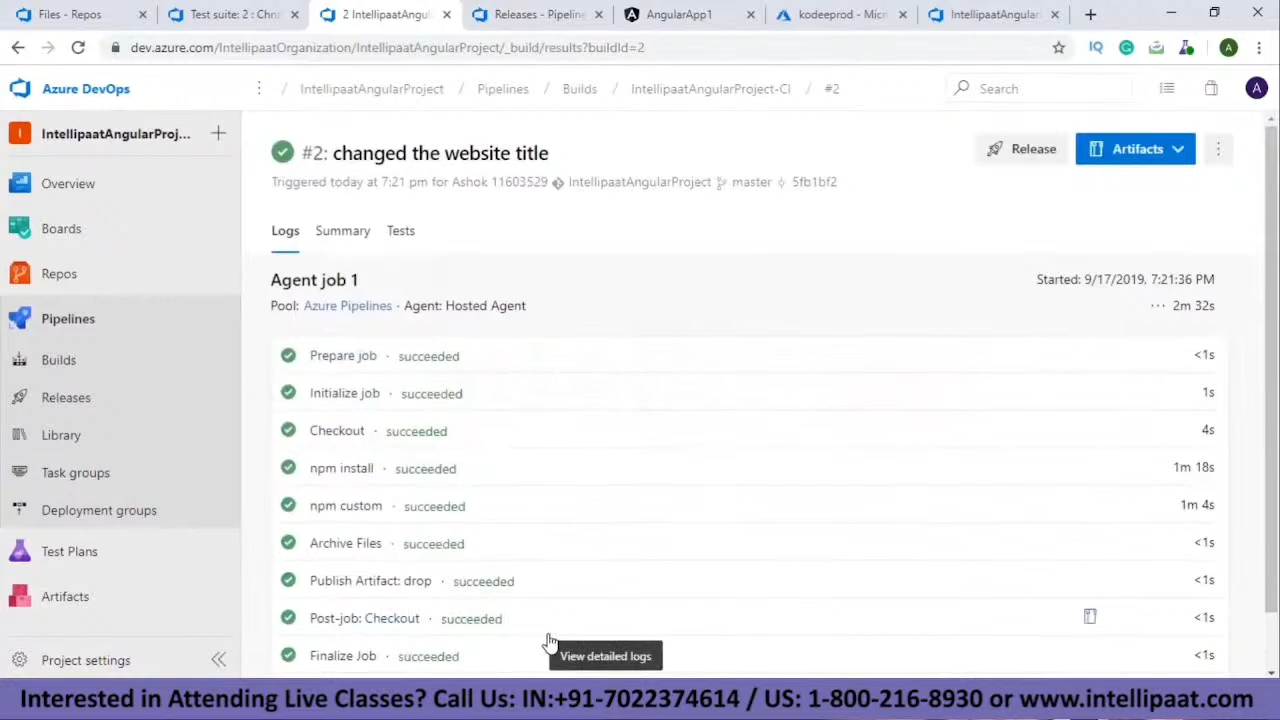 Files - Repos
Test suite: 2 : Chr
2 IntellipaatAngular
Releases - Pipeline
AngularApp1
kodeeprod - Micr
IntellipaatAngular
dev.azure.com/IntellipaatOrganization/IntellipaatAngularProject/_build/results?buildId=2
IQ
A
Azure DevOps
/ IntellipaatAngularProject / Pipelines / Builds / IntellipaatAngularProject-CI / #2
Search
A
I
IntellipaatAngularProj...
#2: changed the website title
Release
Artifacts
Triggered today at 7:21 pm for Ashok 11603529 IntellipaatAngularProject master 5fb1bf2
Overview
Boards
Repos
Pipelines
Builds
Releases
Library
Task groups
Deployment groups
Test Plans
Artifacts
Project settings
Logs
Summary
Tests
Agent job 1
Started: 9/17/2019, 7:21:36 PM
Pool: Azure Pipelines · Agent: Hosted Agent
··· 2m 32s
Prepare job · succeeded <1s
Initialize job · succeeded 1s
Checkout · succeeded 4s
npm install · succeeded 1m 18s
npm custom · succeeded 1m 4s
Archive Files · succeeded <1s
Publish Artifact: drop · succeeded <1s
Post-job: Checkout · succeeded <1s
Finalize Job · succeeded <1s
View detailed logs
Interested in Attending Live Classes? Call Us: IN:+91-7022374614 / US: 1-800-216-8930 or www.intellipaat.com